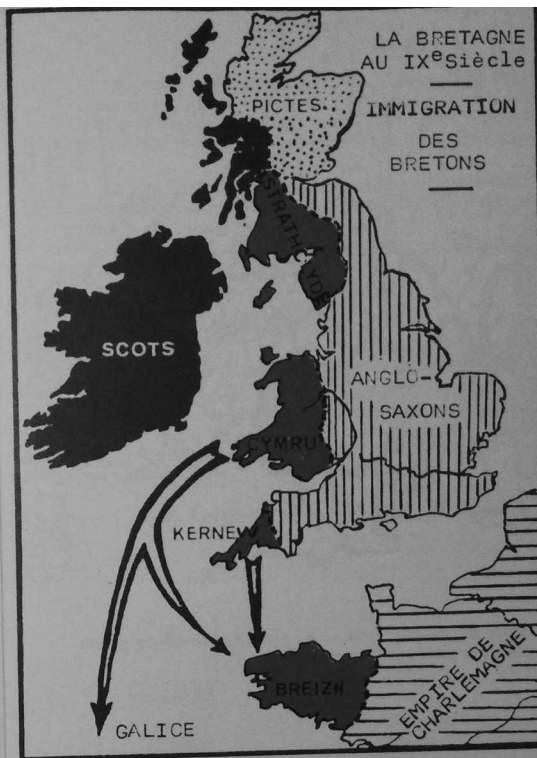 LA BRETAGNE
AU IXe Siècle
IMMIGRATION
DES
BRETONS
PICTES
STRATHCLYDE
SCOTS
ANGLO-
SAXONS
CYMRU
KERNEW
BREIZH
EMPIRE DE
CHARLEMAGNE
GALICE